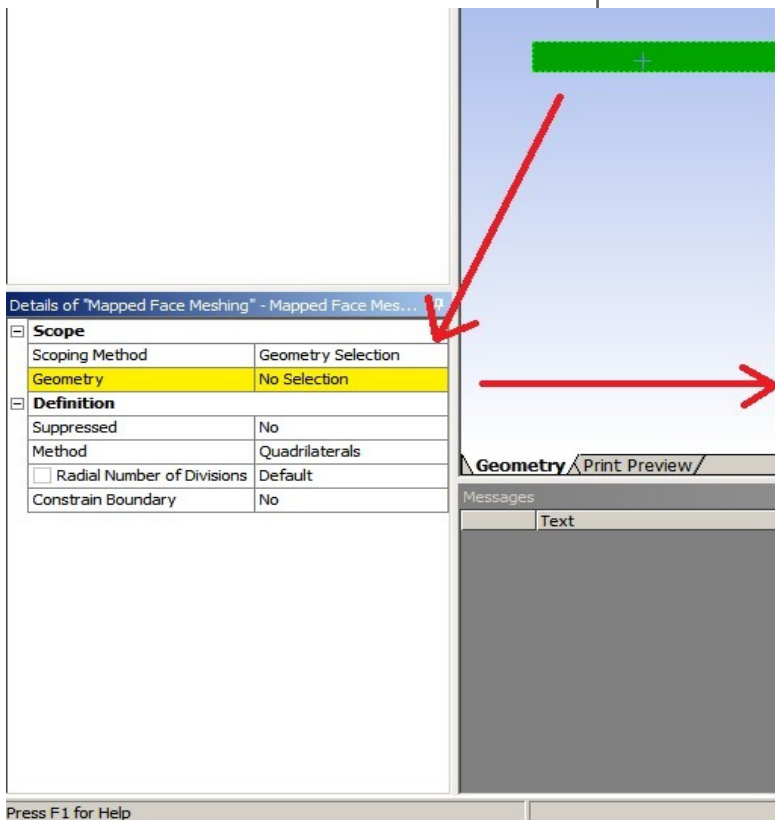 Details of "Mapped Face Meshing" - Mapped Face Mes...
Scope
Scoping Method Geometry Selection
Geometry No Selection
Definition
Suppressed No
Method Quadrilaterals
Radial Number of Divisions Default
Constrain Boundary No
Geometry Print Preview
Messages
Text
Press F1 for Help